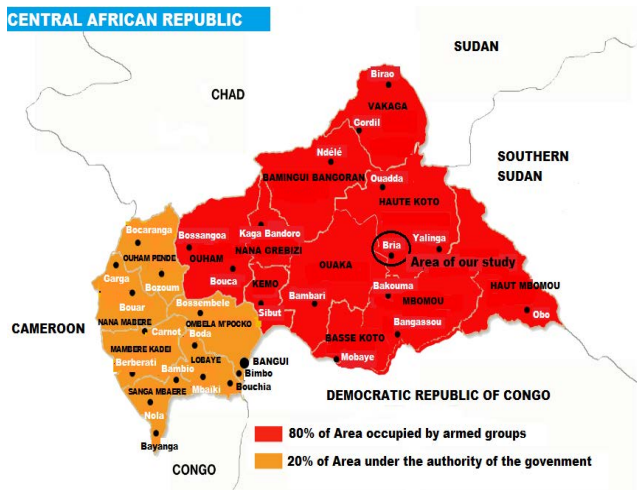 CENTRAL AFRICAN REPUBLIC
SUDAN
Birao
CHAD
VAKAGA
Gordil
Ndélé
SOUTHERN
SUDAN
BAMINGUI BANGORAN
Ouadda
HAUTE KOTO
Bocaranga
Bossangoa
Kaga Bandoro
Bria
Yalinga
OUHAM PENDE
OUHAM
NANA GREBIZI
OUAKA
Area of our study
Garga
Bozoum
Bouca
KEMO
Bakouma
HAUT MBOMOU
Bouar
Bossembele
Bambari
MBOMOU
NANA MABERE
OMBELA M'POOKO
Sibut
Bangassou
Obo
CAMEROON
Carnot
Boda
BASSE KOTO
MAMBERE KADEI
LOBAYE
BANGUI
Mobaye
Berberati
Bambio
Bimbo
SANGA MBAERE
Mbaiki
Bouchia
DEMOCRATIC REPUBLIC OF CONGO
Nola
Bayanga
80% of Area occupied by armed groups
CONGO
20% of Area under the authority of the govenment